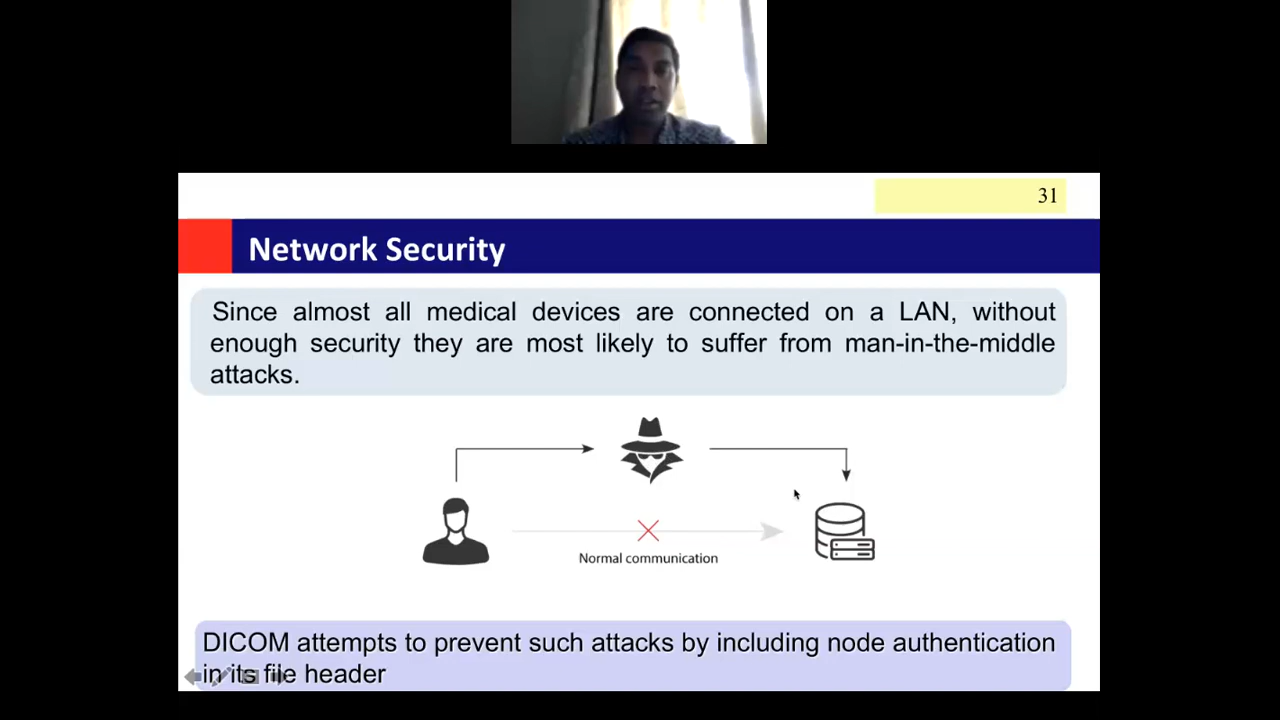 31
Network Security
Since almost all medical devices are connected on a LAN, without
enough security they are most likely to suffer from man-in-the-middle
attacks.
Normal communication
DICOM attempts to prevent such attacks by including node authentication
in its file header